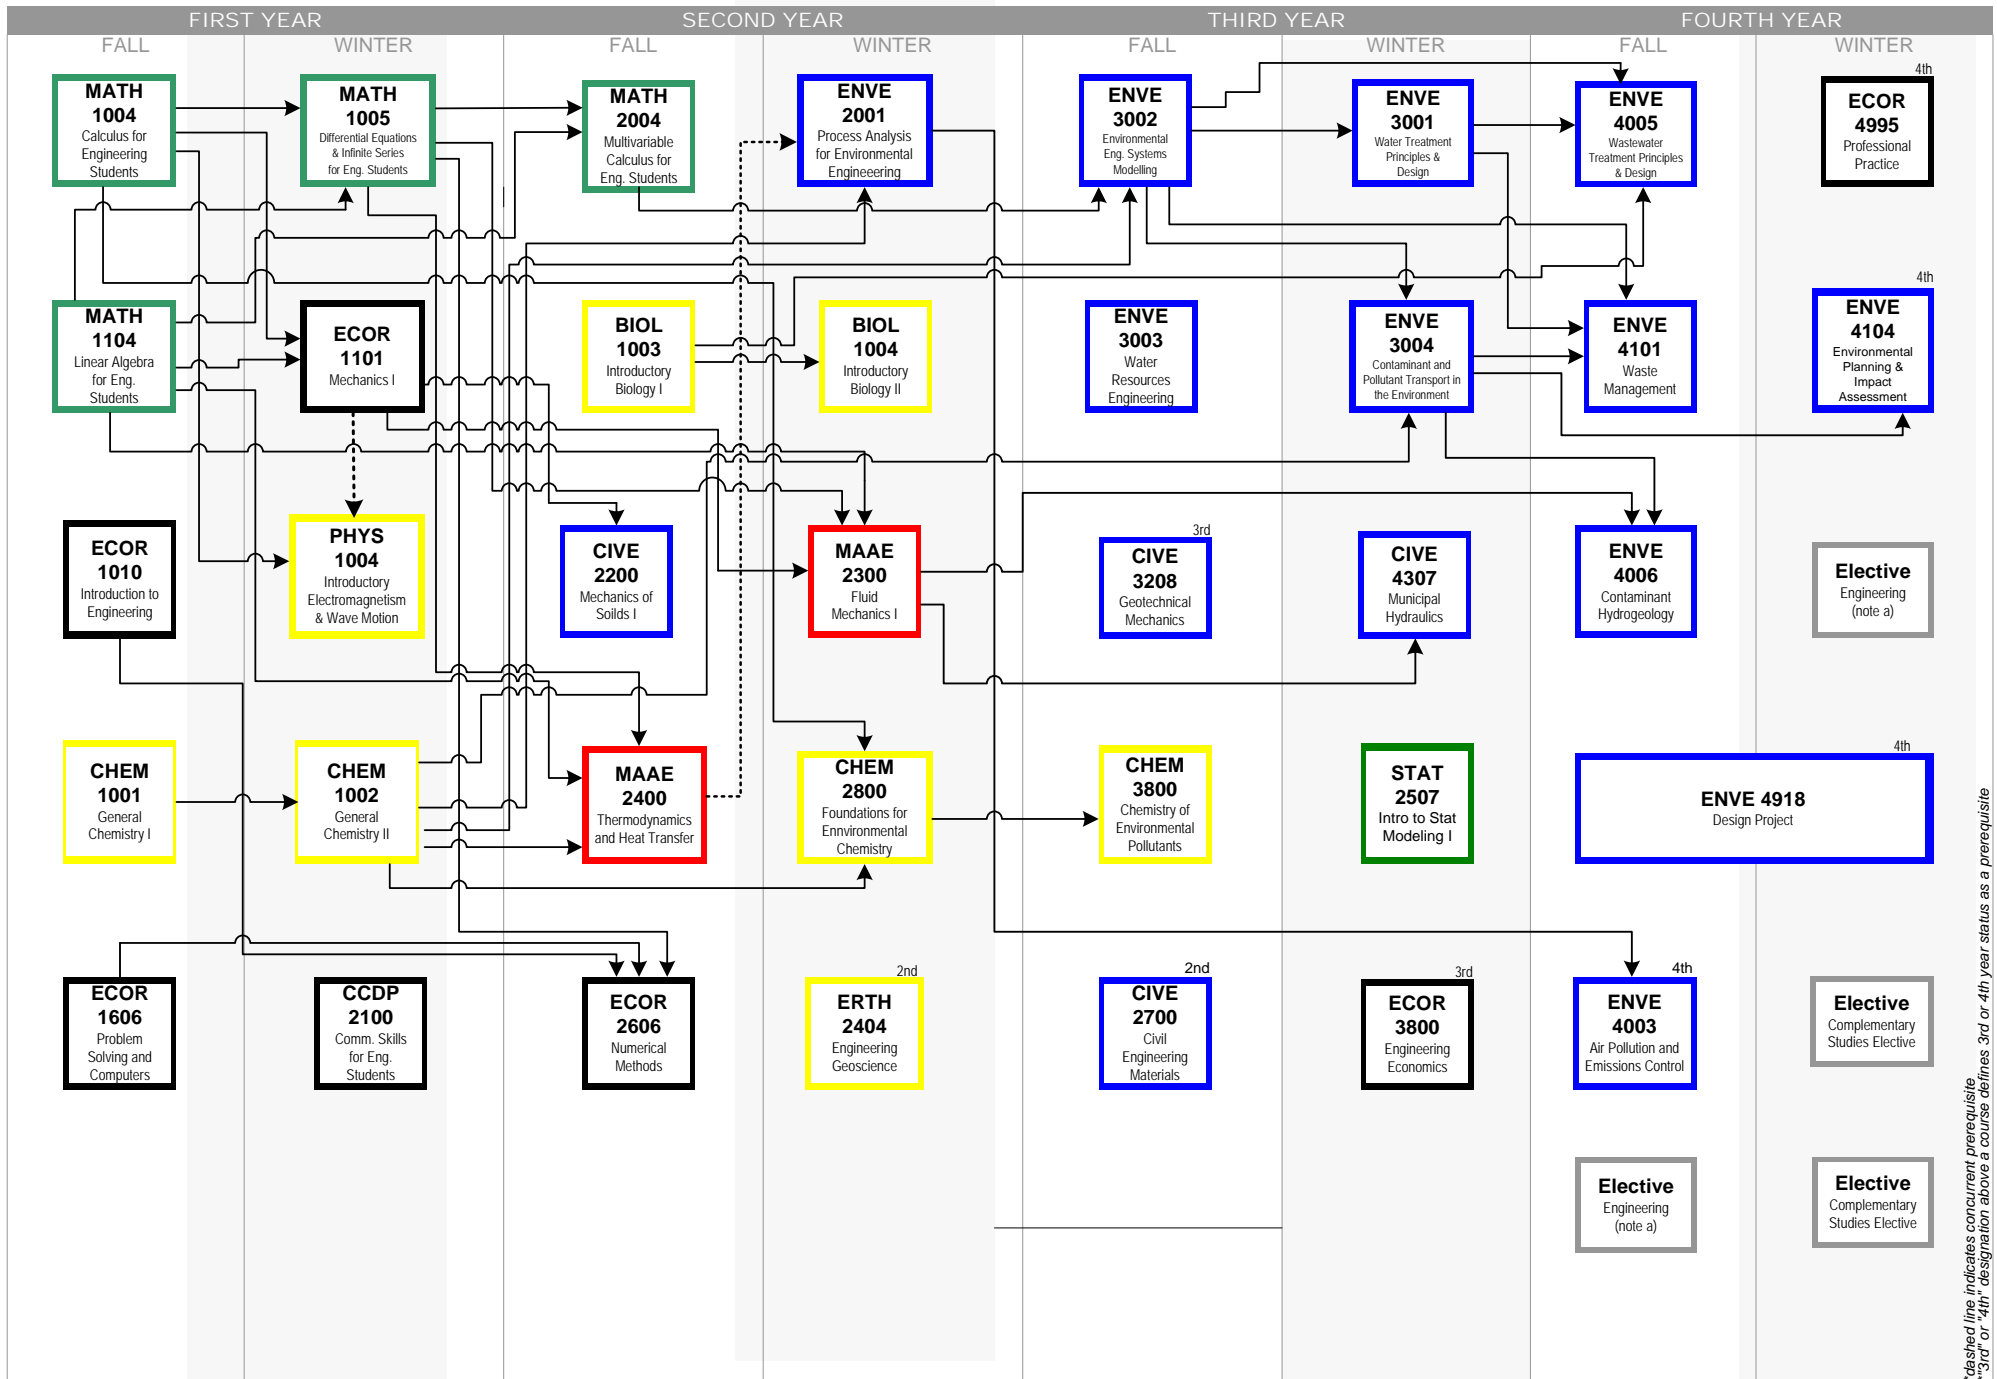 FIRST YEAR
SECOND YEAR
THIRD YEAR
FOURTH YEAR
FALL
WINTER
FALL
WINTER
FALL
WINTER
FALL
WINTER
MATH
1004
Calculus for
Engineering
Students
MATH
1005
Differential Equations
& Infinite Series
for Eng. Students
MATH
2004
Multivariable
Calculus for
Eng. Students
ENVE
2001
Process Analysis
for Environmental
Engineeering
ENVE
3002
Environmental
Eng. Systems
Modelling
ENVE
3001
Water Treatment
Principles &
Design
ENVE
4005
Wastewater
Treatment Principles
& Design
4th
ECOR
4995
Professional
Practice
MATH
1104
Linear Algebra
for Eng.
Students
ECOR
1101
Mechanics I
BIOL
1003
Introductory
Biology I
BIOL
1004
Introductory
Biology II
ENVE
3003
Water
Resources
Engineering
ENVE
3004
Contaminant and
Pollutant Transport in
the Environment
ENVE
4101
Waste
Management
4th
ENVE
4104
Environmental
Planning &
Impact
Assessment
ECOR
1010
Introduction to
Engineering
PHYS
1004
Introductory
Electromagnetism
& Wave Motion
CIVE
2200
Mechanics of
Soilds I
MAAE
2300
Fluid
Mechanics I
3rd
CIVE
3208
Geotechnical
Mechanics
CIVE
4307
Municipal
Hydraulics
ENVE
4006
Contaminant
Hydrogeology
Elective
Engineering
(note a)
CHEM
1001
General
Chemistry I
CHEM
1002
General
Chemistry II
MAAE
2400
Thermodynamics
and Heat Transfer
CHEM
2800
Foundations for
Ennvironmental
Chemistry
CHEM
3800
Chemistry of
Environmental
Pollutants
STAT
2507
Intro to Stat
Modeling I
4th
ENVE 4918
Design Project
ECOR
1606
Problem
Solving and
Computers
CCDP
2100
Comm. Skills
for Eng.
Students
ECOR
2606
Numerical
Methods
2nd
ERTH
2404
Engineering
Geoscience
2nd
CIVE
2700
Civil
Engineering
Materials
3rd
ECOR
3800
Engineering
Economics
4th
ENVE
4003
Air Pollution and
Emissions Control
Elective
Complementary
Studies Elective
Elective
Engineering
(note a)
Elective
Complementary
Studies Elective
*dashed line indicates concurrent prerequisite
*"3rd" or "4th" designation above a course defines 3rd or 4th year status as a prerequisite